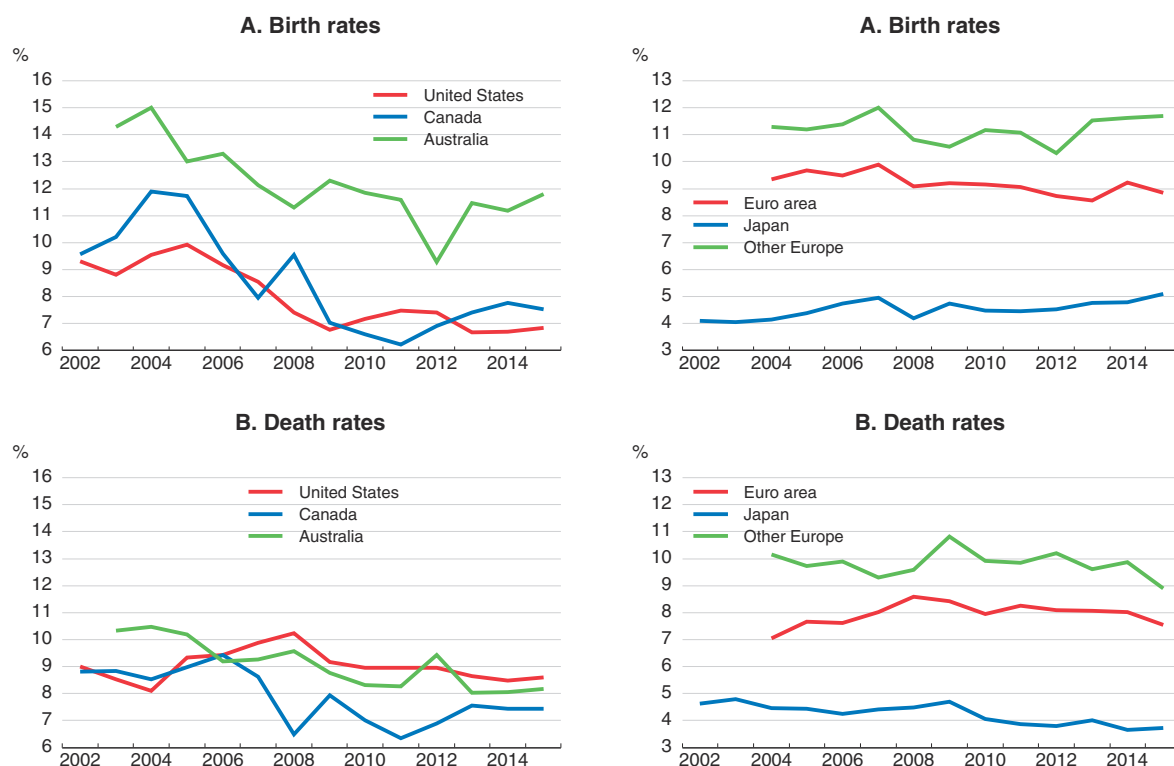 A. Birth rates
%
16
15
14
13
12
11
10
9
8
7
6
United States
Canada
Australia
2002 2004 2006 2008 2010 2012 2014
A. Birth rates
%
13
12
11
10
9
8
7
6
5
4
3
Euro area
Japan
Other Europe
2002 2004 2006 2008 2010 2012 2014
B. Death rates
%
16
15
14
13
12
11
10
9
8
7
6
United States
Canada
Australia
2002 2004 2006 2008 2010 2012 2014
B. Death rates
%
13
12
11
10
9
8
7
6
5
4
3
Euro area
Japan
Other Europe
2002 2004 2006 2008 2010 2012 2014